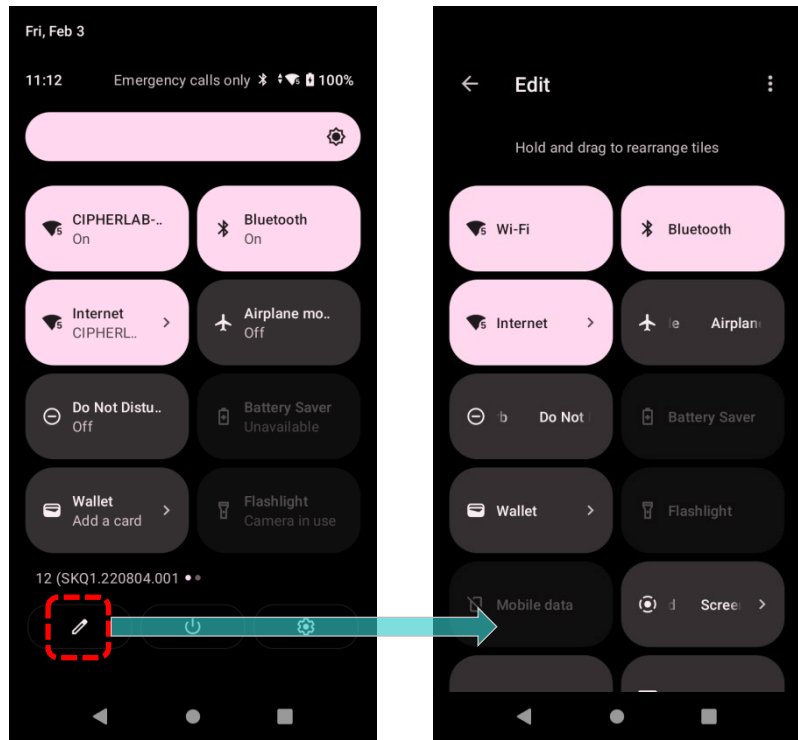 Fri, Feb 3
11:12 Emergency calls only 100%
CIPHERLAB-..
On
Bluetooth
On
Internet
CIPHERL..
Airplane mo..
Off
Do Not Distu..
Off
Battery Saver
Unavailable
Wallet
Add a card
Flashlight
Camera in use
12 (SKQ1.220804.001
Edit
Hold and drag to rearrange tiles
5 Wi-Fi
Bluetooth
5 Internet
e Airplan
b Do Not
Battery Saver
Wallet
Flashlight
Mobile data
d Scree